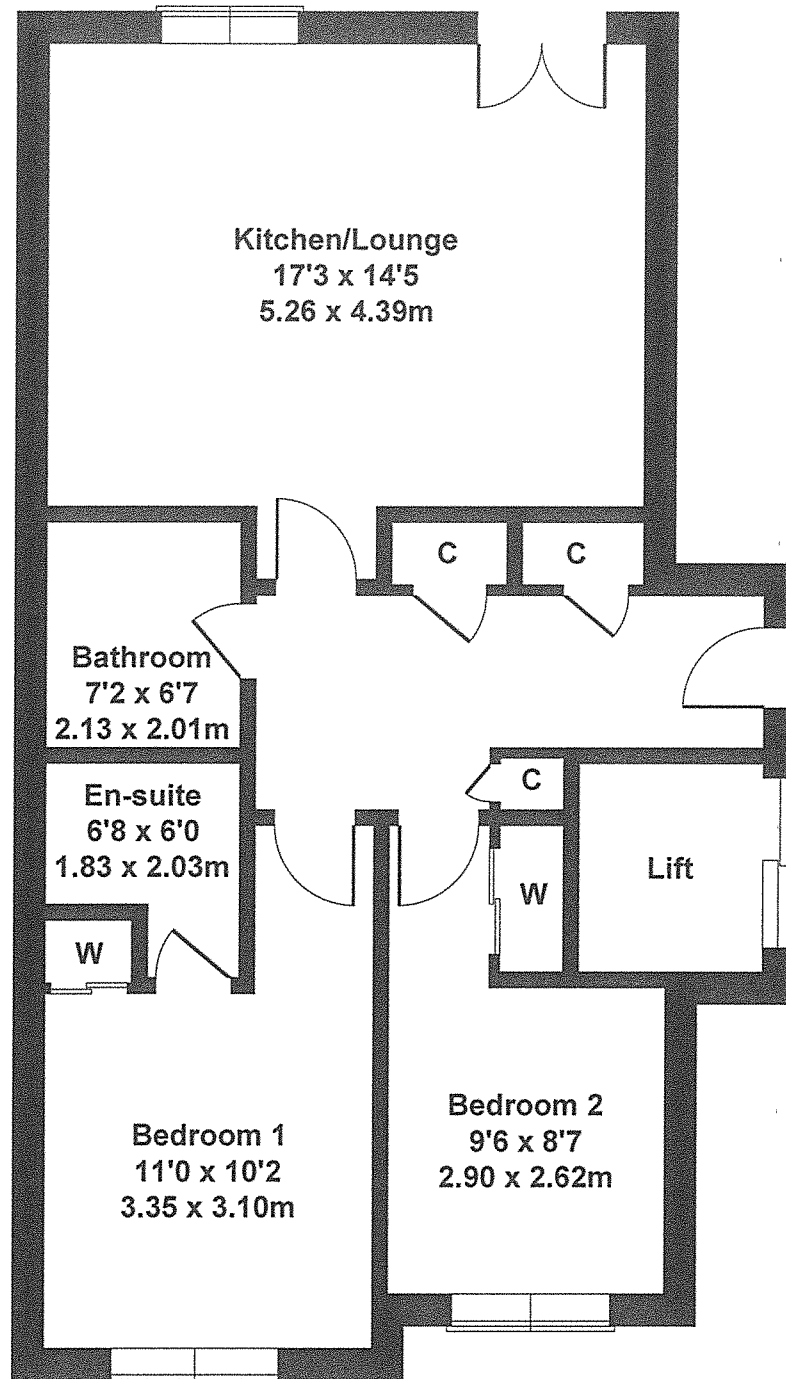 Kitchen/Lounge
17'3 x 14'5
5.26 x 4.39m
C
C
Bathroom
7'2 x 6'7
2.13 x 2.01m
C
En-suite
6'8 x 6'0
1.83 x 2.03m
W
Lift
W
Bedroom 2
9'6 x 8'7
2.90 x 2.62m
Bedroom 1
11'0 x 10'2
3.35 x 3.10m